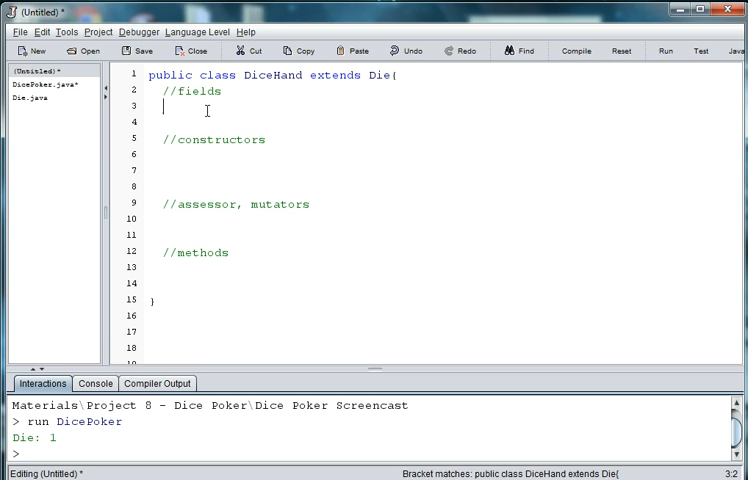 (Untitled) *
File Edit Tools Project Debugger Language Level Help
New Open Save Close Cut Copy Paste Undo Redo Find Compile Reset Run Test Java
(Untitled)*
DicePoker.java*
Die.java
1 public class DiceHand extends Die{
2 //fields
3
4
5 //constructors
6
7
8
9 //assessor, mutators
10
11
12 //methods
13
14
15 }
16
17
18
19
Interactions Console Compiler Output
Materials\Project 8 - Dice Poker\Dice Poker Screencast
> run DicePoker
Die: 1
>
Editing (Untitled) * Bracket matches: public class DiceHand extends Die{ 3:2